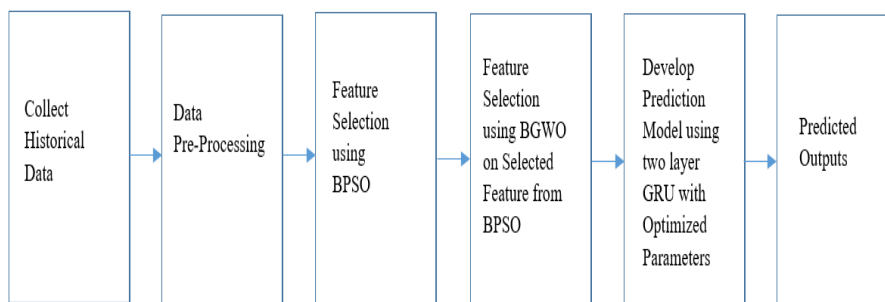 Collect
Historical
Data
Data
Pre-Processing
Feature
Selection
using
BPSO
Feature
Selection
using BGWO
on Selected
Feature from
BPSO
Develop
Prediction
Model using
two layer
GRU with
Optimized
Parameters
Predicted
Outputs